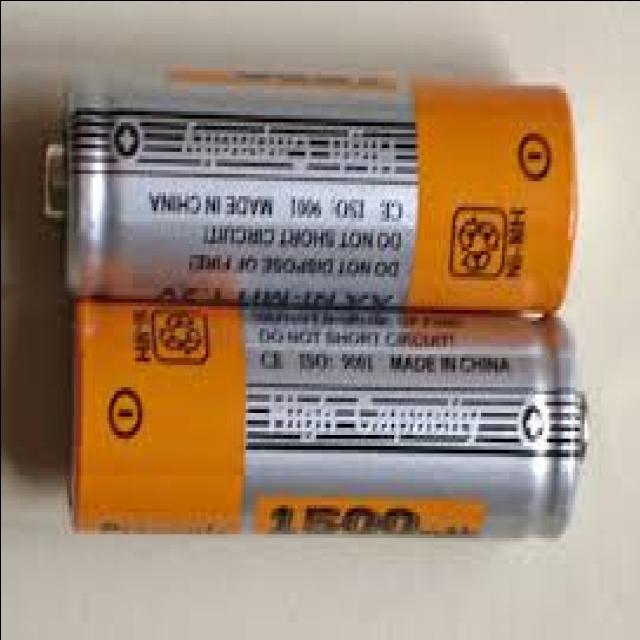 High Capacity
CE ISO: 9001 MADE IN CHINA
DO NOT SHORT CIRCUIT!
DO NOT DISPOSE OF FIRE!
Ni-MH
DO NOT SHORT CIRCUIT!
CE ISO: 9001 MADE IN CHINA
High Capacity
1500mAh